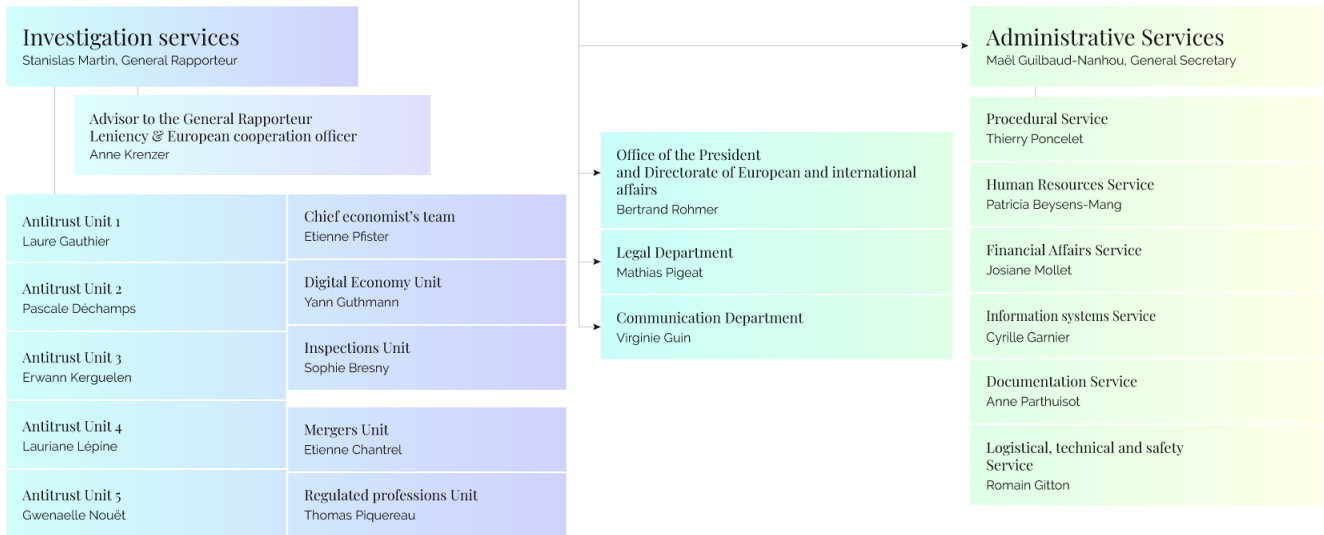 Investigation services
Stanislas Martin, General Rapporteur
Advisor to the General Rapporteur
Leniency & European cooperation officer
Anne Krenzer
Antitrust Unit 1
Laure Gauthier
Antitrust Unit 2
Pascale Déchamps
Antitrust Unit 3
Erwann Kerguelen
Antitrust Unit 4
Lauriane Lépine
Antitrust Unit 5
Gwenaelle Nouët
Chief economist’s team
Etienne Pfister
Digital Economy Unit
Yann Guthmann
Inspections Unit
Sophie Bresny
Mergers Unit
Etienne Chantrel
Regulated professions Unit
Thomas Piquereau
Office of the President
and Directorate of European and international
affairs
Bertrand Rohmer
Legal Department
Mathias Pigeat
Communication Department
Virginie Guin
Administrative Services
Maël Guilbaud-Nanhou, General Secretary
Procedural Service
Thierry Poncelet
Human Resources Service
Patricia Beysens-Mang
Financial Affairs Service
Josiane Mollet
Information systems Service
Cyrille Garnier
Documentation Service
Anne Parthuisot
Logistical, technical and safety
Service
Romain Gitton